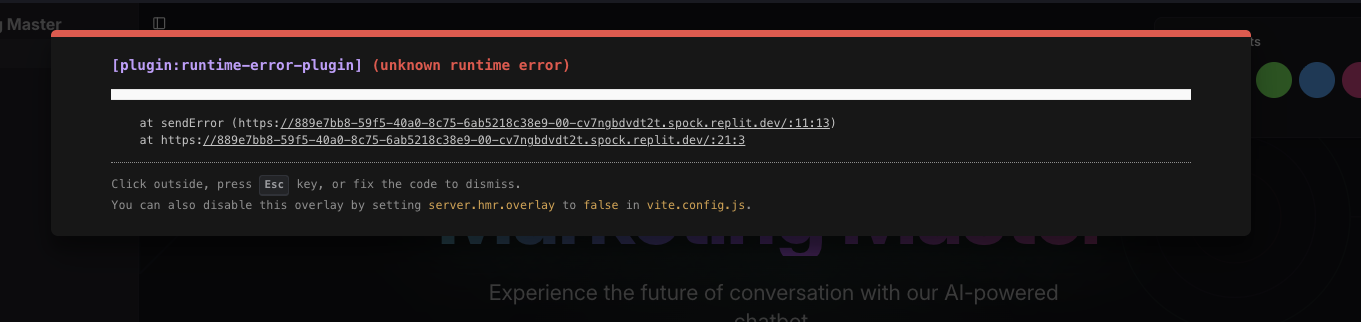 g Master
ts
[plugin:runtime-error-plugin] (unknown runtime error)
at sendError (https://889e7bb8-59f5-40a0-8c75-6ab5218c38e9-00-cv7ngbdvdt2t.spock.replit.dev/:11:13)
at https://889e7bb8-59f5-40a0-8c75-6ab5218c38e9-00-cv7ngbdvdt2t.spock.replit.dev/:21:3
Click outside, press Esc key, or fix the code to dismiss.
You can also disable this overlay by setting server.hmr.overlay to false in vite.config.js.
Marketing Master
Experience the future of conversation with our AI-powered
chatbot